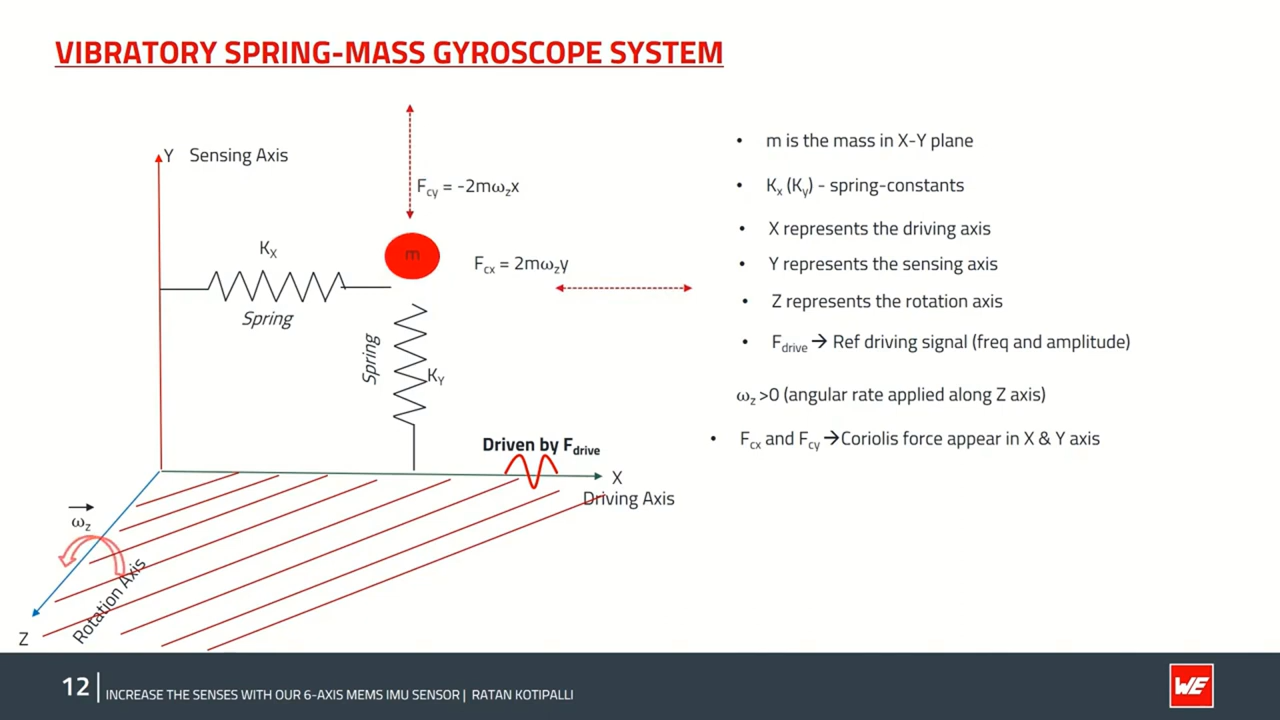 VIBRATORY SPRING-MASS GYROSCOPE SYSTEM
Y Sensing Axis
F_cy = -2mω_zx
K_X
m
F_cx = 2mω_zy
Spring
Spring
K_Y
Driven by F_drive
X
Driving Axis
ω_z
Rotation Axis
Z
• m is the mass in X-Y plane
• K_x (K_y) - spring-constants
• X represents the driving axis
• Y represents the sensing axis
• Z represents the rotation axis
• F_drive → Ref driving signal (freq and amplitude)
ω_z >0 (angular rate applied along Z axis)
• F_cx and F_cy →Coriolis force appear in X & Y axis
12 | INCREASE THE SENSES WITH OUR 6-AXIS MEMS IMU SENSOR | RATAN KOTIPALLI
WE